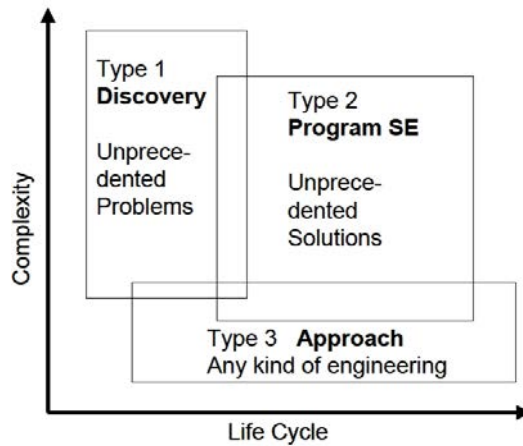 Complexity
Type 1
Discovery
Unprece-
dented
Problems
Type 2
Program SE
Unprece-
dented
Solutions
Type 3 Approach
Any kind of engineering
Life Cycle